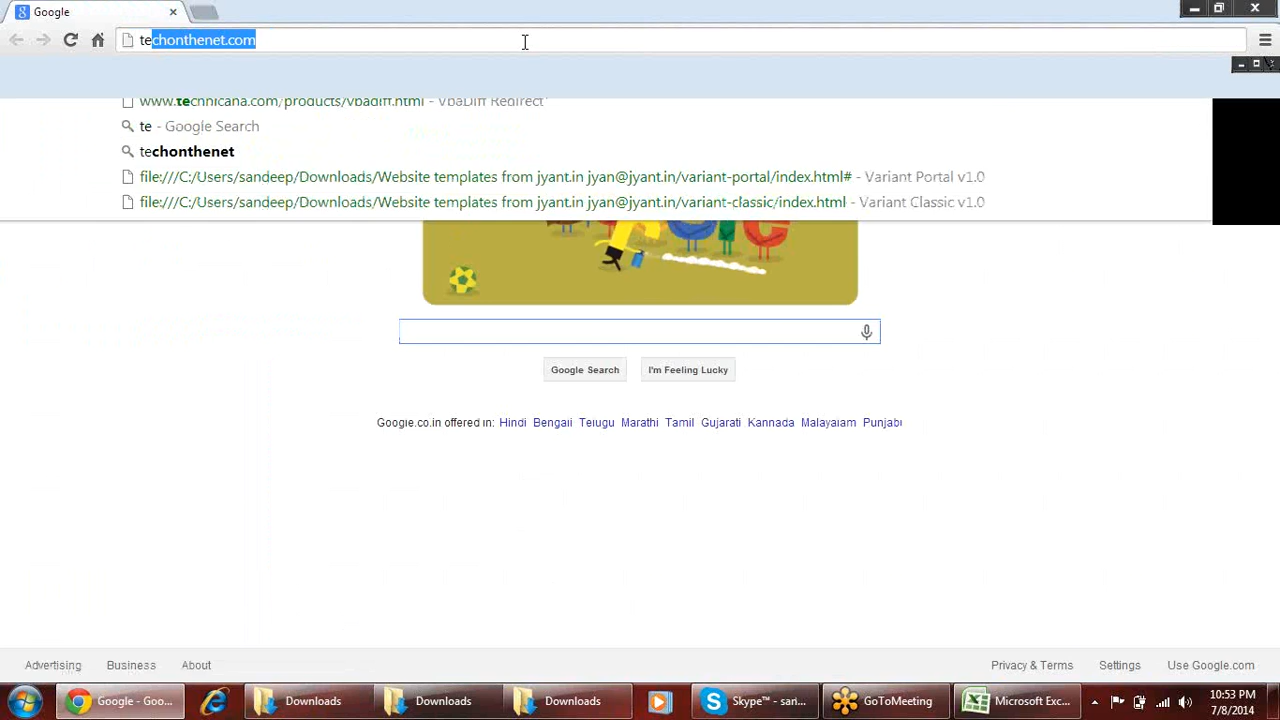 Google
techonthenet.com
www.technicana.com/products/vbadiff.html - VbaDiff Redirect
te - Google Search
techonthenet
file:///C:/Users/sandeep/Downloads/Website templates from jyant.in jyan@jyant.in/variant-portal/index.html# - Variant Portal v1.0
file:///C:/Users/sandeep/Downloads/Website templates from jyant.in jyan@jyant.in/variant-classic/index.html - Variant Classic v1.0
Google Search I'm Feeling Lucky
Google.co.in offered in: Hindi Bengali Telugu Marathi Tamil Gujarati Kannada Malayalam Punjabi
Advertising Business About Privacy & Terms Settings Use Google.com
Google - Goo... Downloads Downloads Downloads Skype™ - san... GoToMeeting Microsoft Exc... 10:53 PM
7/8/2014